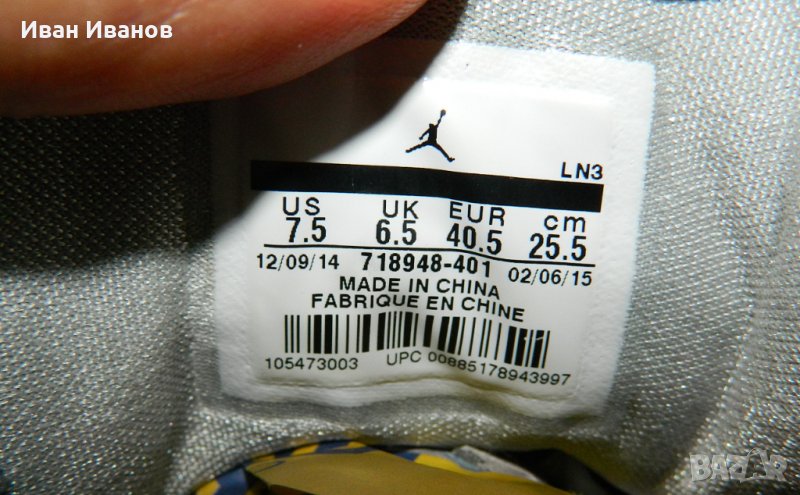 Иван Иванов
LN3
US UK EUR cm
7.5 6.5 40.5 25.5
12/09/14 718948-401 02/06/15
MADE IN CHINA
FABRIQUE EN CHINE
105473003 UPC 00885178943997
BAZAR